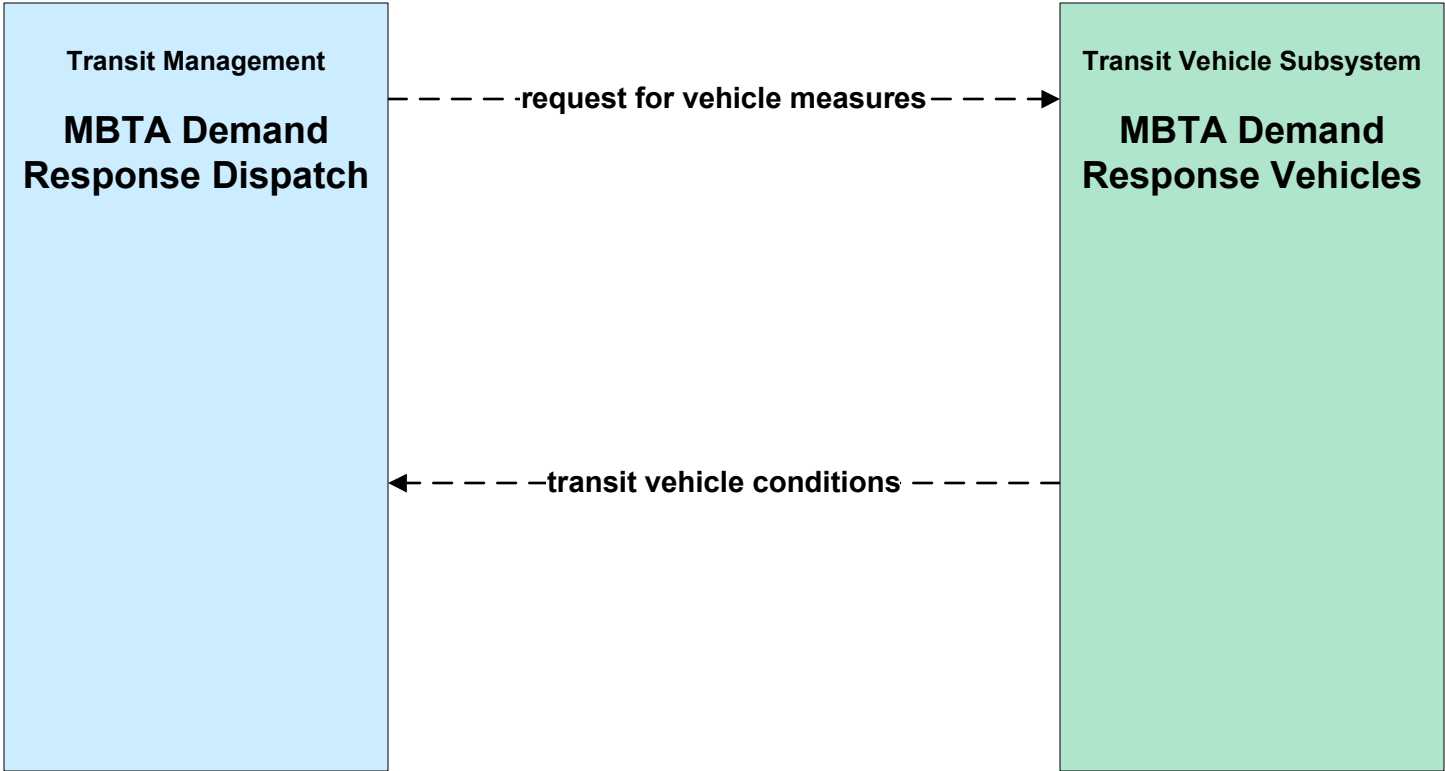 Transit Management
MBTA Demand
Response Dispatch
request for vehicle measures
transit vehicle conditions
Transit Vehicle Subsystem
MBTA Demand
Response Vehicles